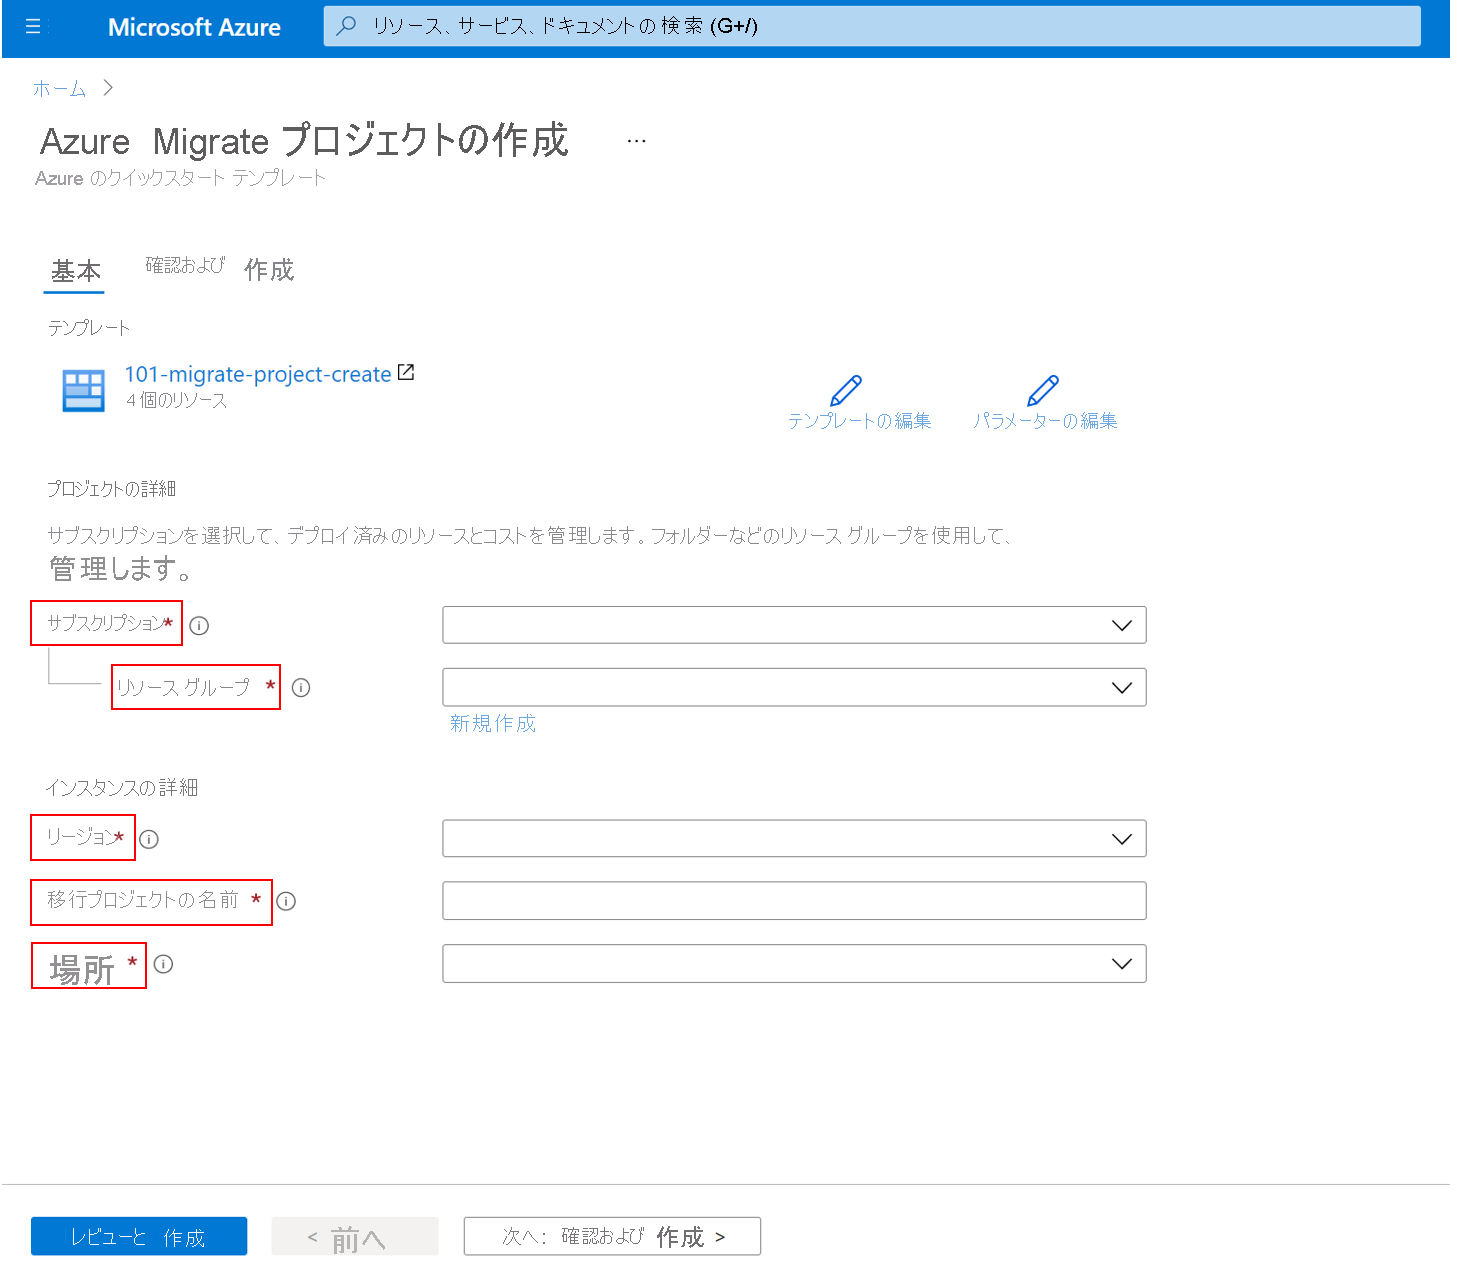 Microsoft Azure
リソース、サービス、ドキュメントの検索 (G+/)
ホーム >
Azure Migrate プロジェクトの作成 ...
Azure のクイックスタート テンプレート
基本 確認および 作成
テンプレート
101-migrate-project-create
4 個のリソース
テンプレートの編集 パラメーターの編集
プロジェクトの詳細
サブスクリプションを選択して、デプロイ済みのリソースとコストを管理します。フォルダーなどのリソース グループを使用して、
管理します。
サブスクリプション*
リソース グループ *
新規作成
インスタンスの詳細
リージョン*
移行プロジェクトの名前 *
場所 *
レビューと 作成 < 前へ 次へ: 確認および 作成 >